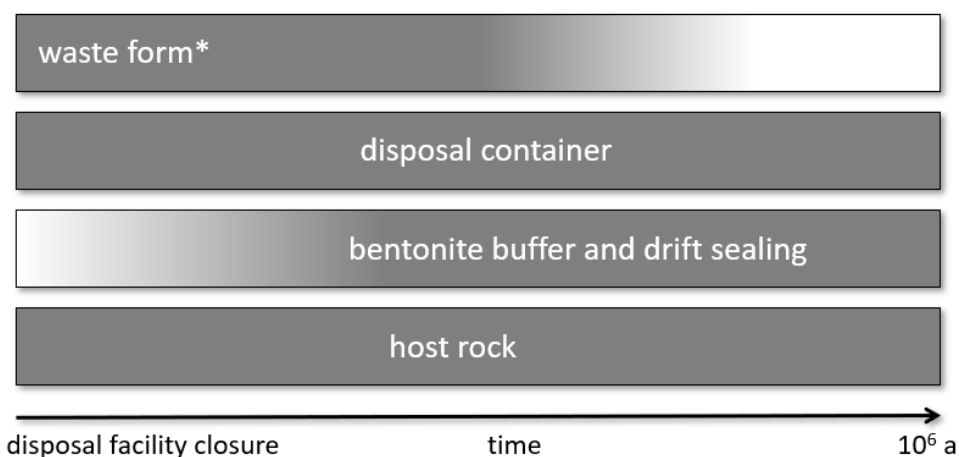 waste form*
disposal container
bentonite buffer and drift sealing
host rock
disposal facility closure time 10⁶ a